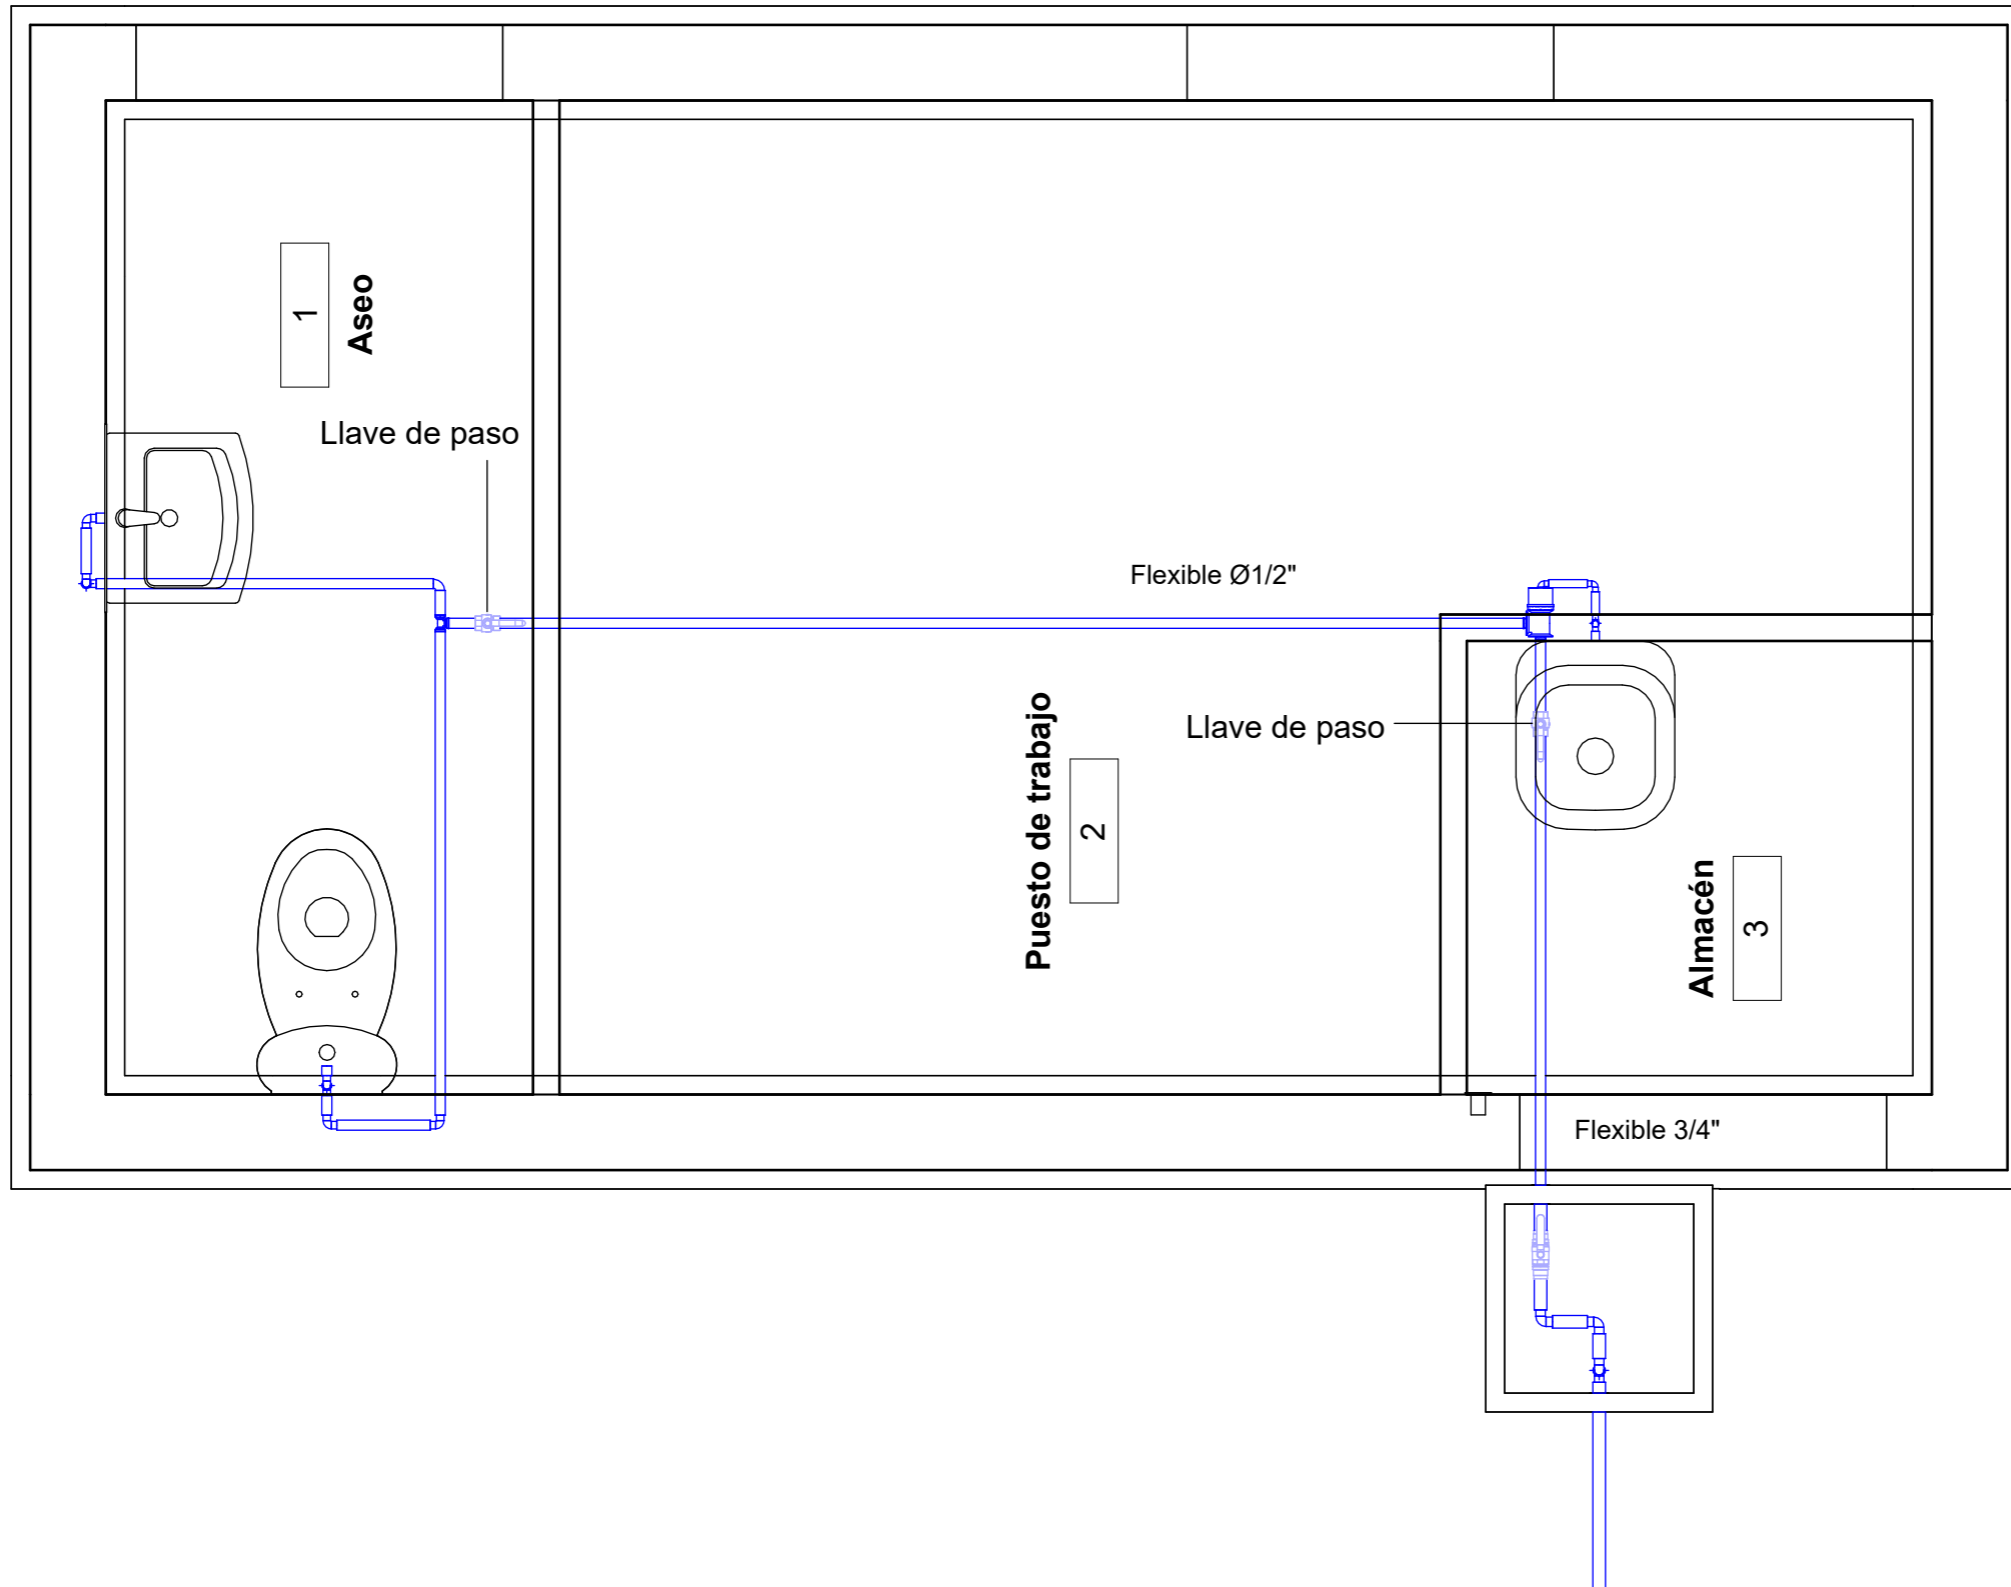 1
Aseo
Llave de paso
Flexible Ø1/2"
Puesto de trabajo
2
Llave de paso
Almacén
3
Flexible 3/4"